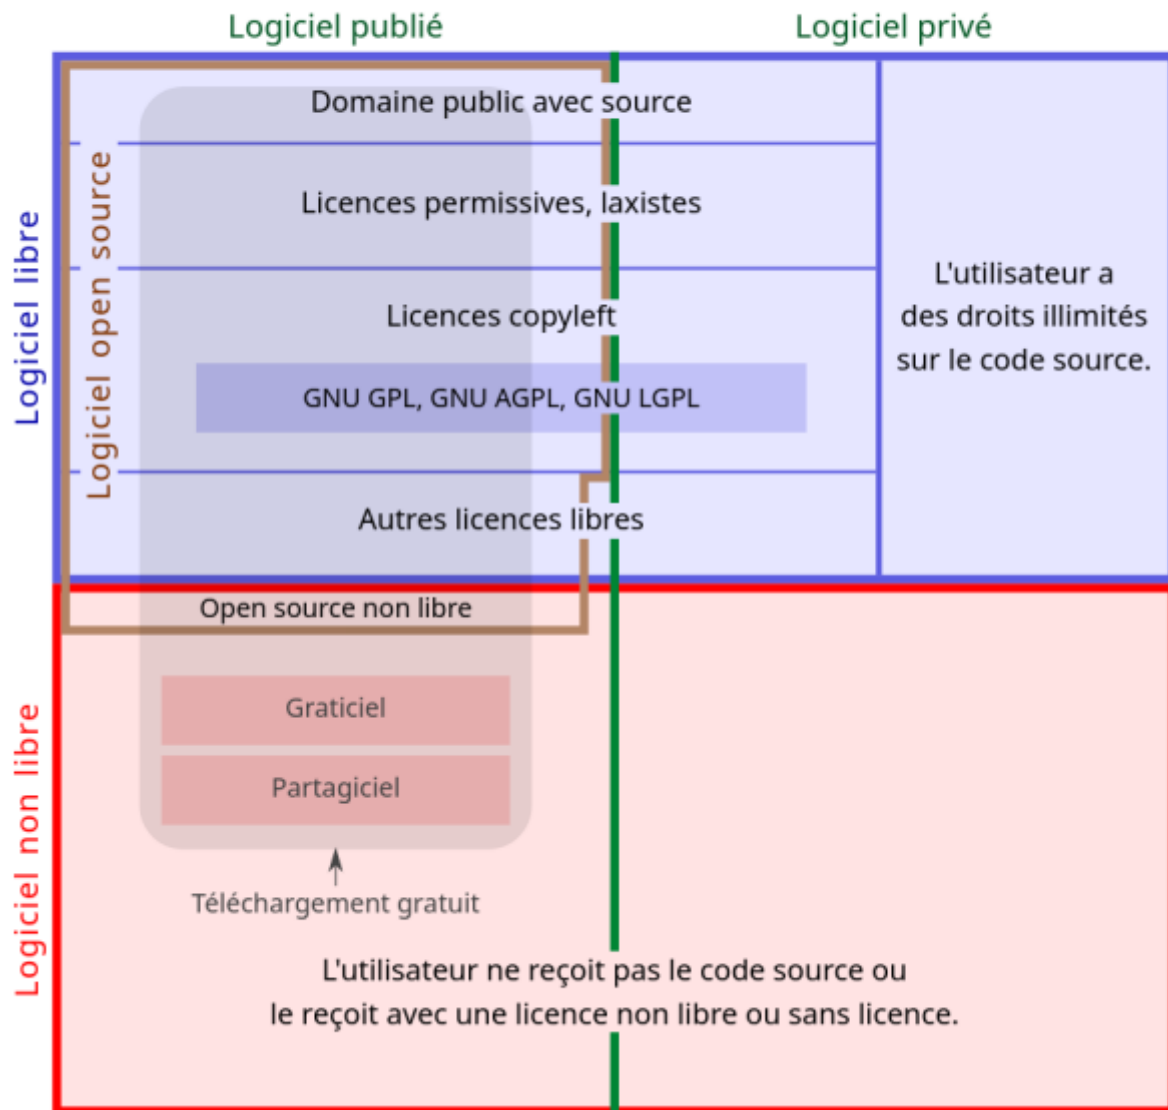 Logiciel publié
Logiciel privé
Logiciel libre
Logiciel open source
Domaine public avec source
Licences permissives, laxistes
Licences copyleft
GNU GPL, GNU AGPL, GNU LGPL
Autres licences libres
L'utilisateur a
des droits illimités
sur le code source.
Logiciel non libre
Open source non libre
Graticiel
Partagiciel
Téléchargement gratuit
L'utilisateur ne reçoit pas le code source ou
le reçoit avec une licence non libre ou sans licence.